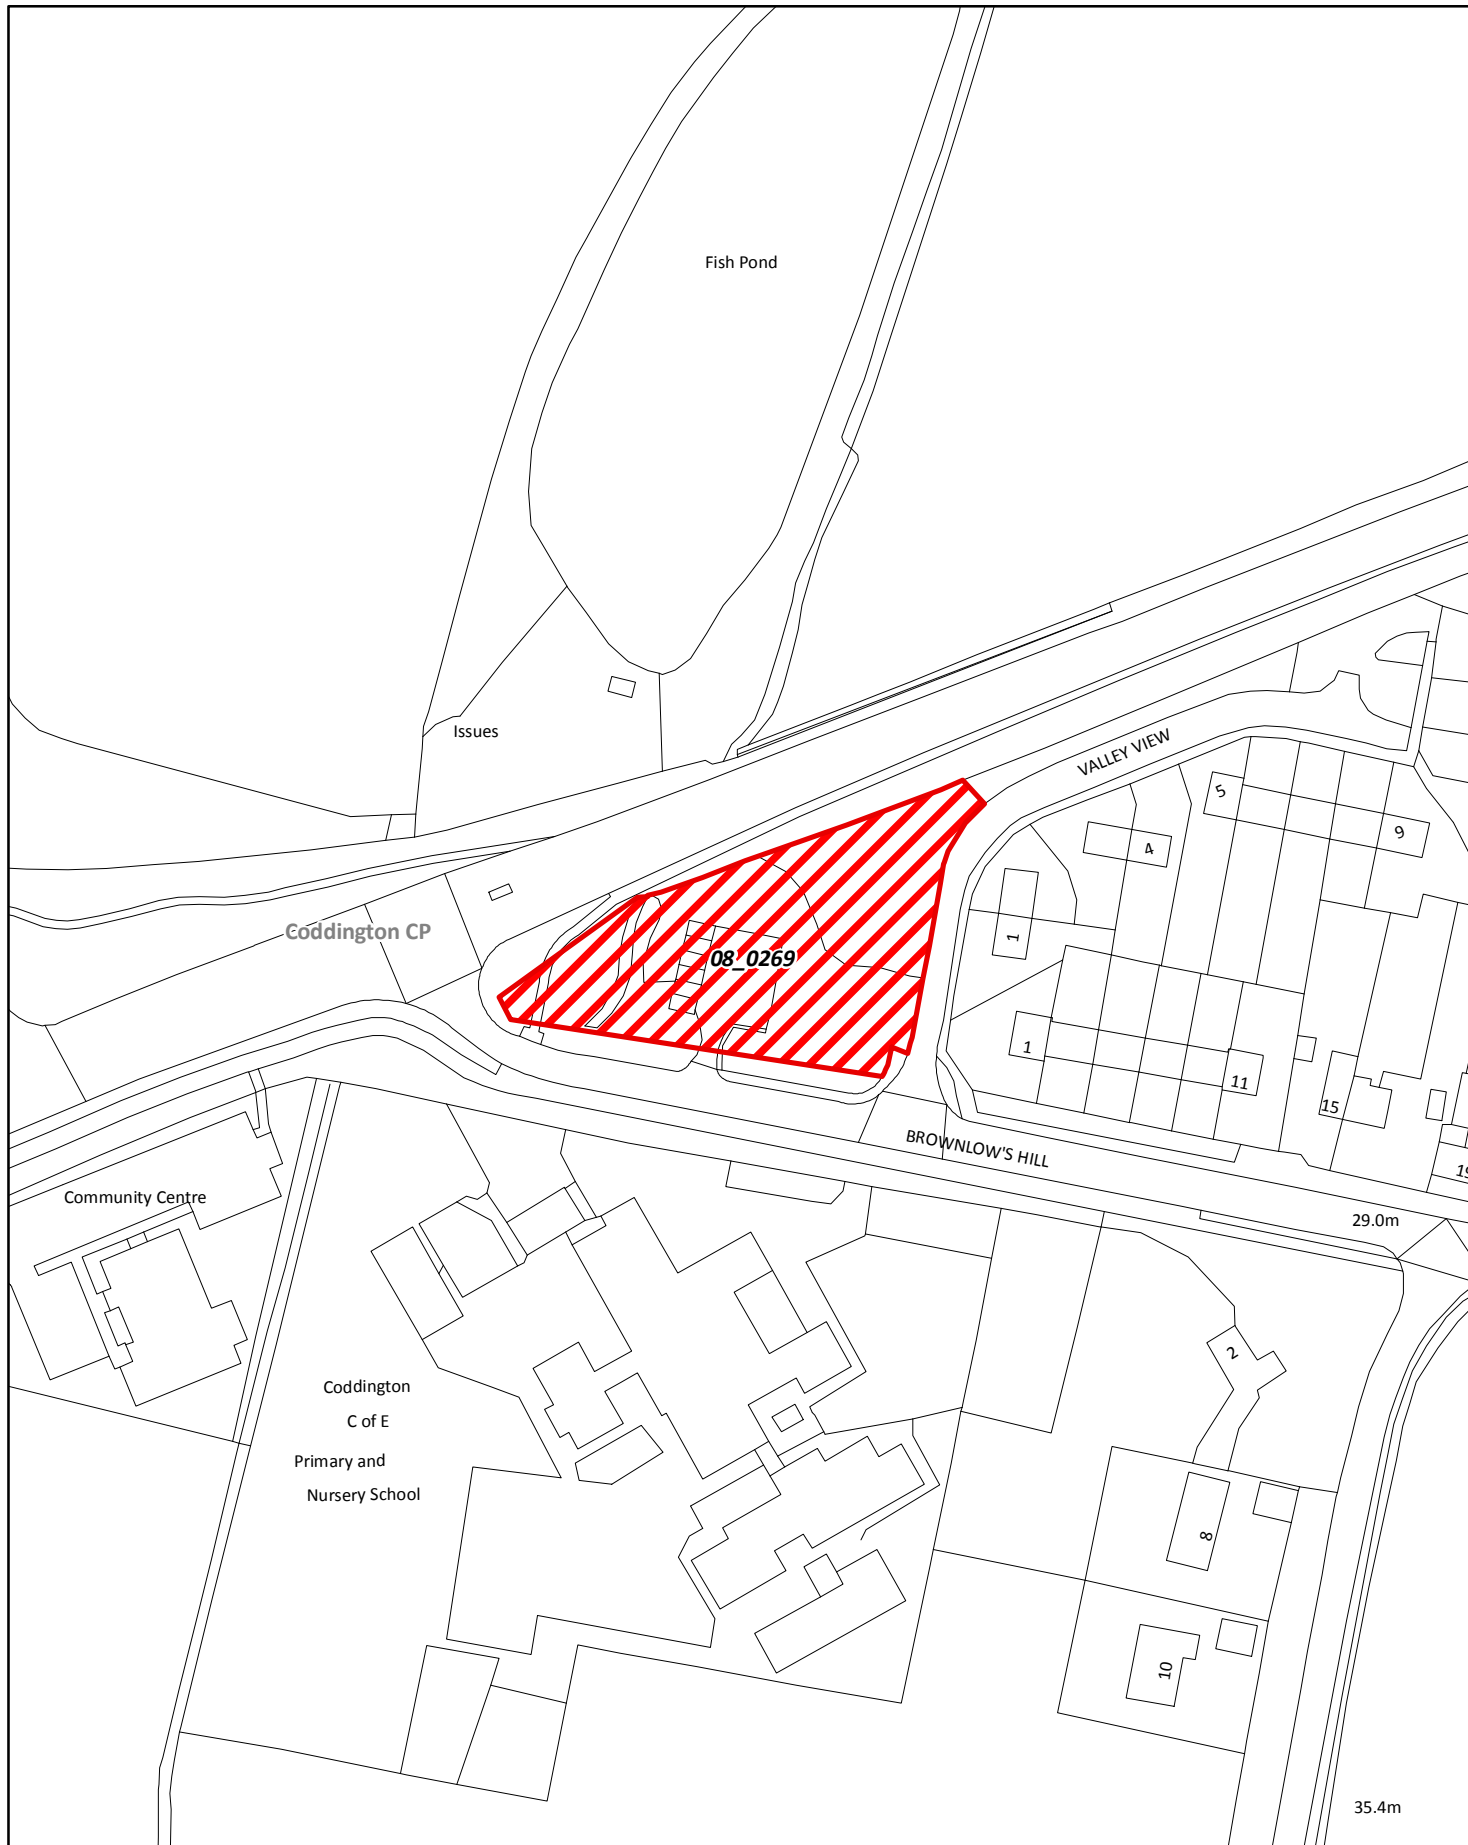 Fish Pond
Issues
VALLEY VIEW
5
9
4
Coddington CP
08_0269
1
1
11
15
BROWNLOW'S HILL
19
Community Centre
29.0m
2
Coddington
C of E
Primary and
Nursery School
8
10
35.4m